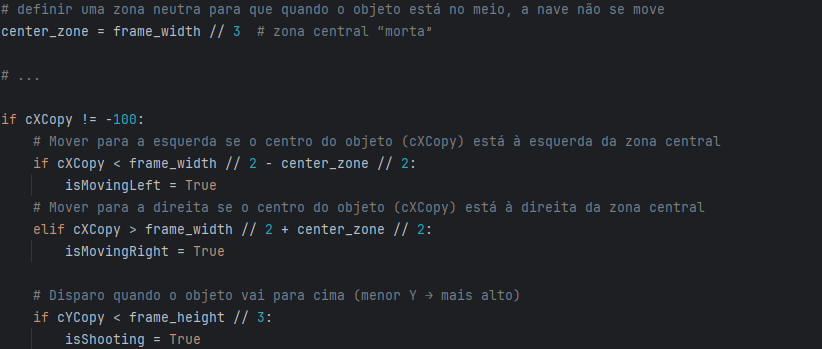 # definir uma zona neutra para que quando o objeto está no meio, a nave não se move
center_zone = frame_width // 3  # zona central “morta”
# ...
if cXCopy != -100:
# Mover para a esquerda se o centro do objeto (cXCopy) está à esquerda da zona central
if cXCopy < frame_width // 2 - center_zone // 2:
isMovingLeft = True
# Mover para a direita se o centro do objeto (cXCopy) está à direita da zona central
elif cXCopy > frame_width // 2 + center_zone // 2:
isMovingRight = True
# Disparo quando o objeto vai para cima (menor Y → mais alto)
if cYCopy < frame_height // 3:
isShooting = True